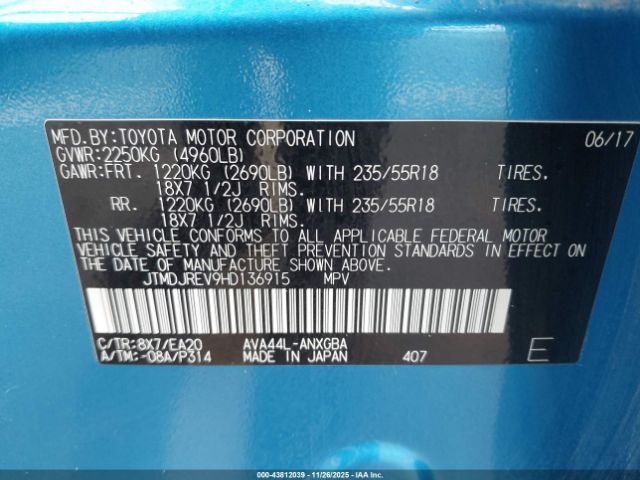 MFD.BY:TOYOTA MOTOR CORPORATION 06/17
GVWR:2250KG (4960LB)
GAWR:FRT. 1220KG (2690LB) WITH 235/55R18 TIRES.
18X7 1/2J RIMS.
RR. 1220KG (2690LB) WITH 235/55R18 TIRES.
18X7 1/2J RIMS.
THIS VEHICLE CONFORMS TO ALL APPLICABLE FEDERAL MOTOR
VEHICLE SAFETY AND THEFT PREVENTION STANDARDS IN EFFECT ON
THE DATE OF MANUFACTURE SHOWN ABOVE.
JTMDJREV9HD136915 MPV
C/TR:8X7/EA20 AVA44L-ANXGBA
A/TM:-08A/P314 MADE IN JAPAN 407 E
000-43812039 - 11/26/2025 - IAAI